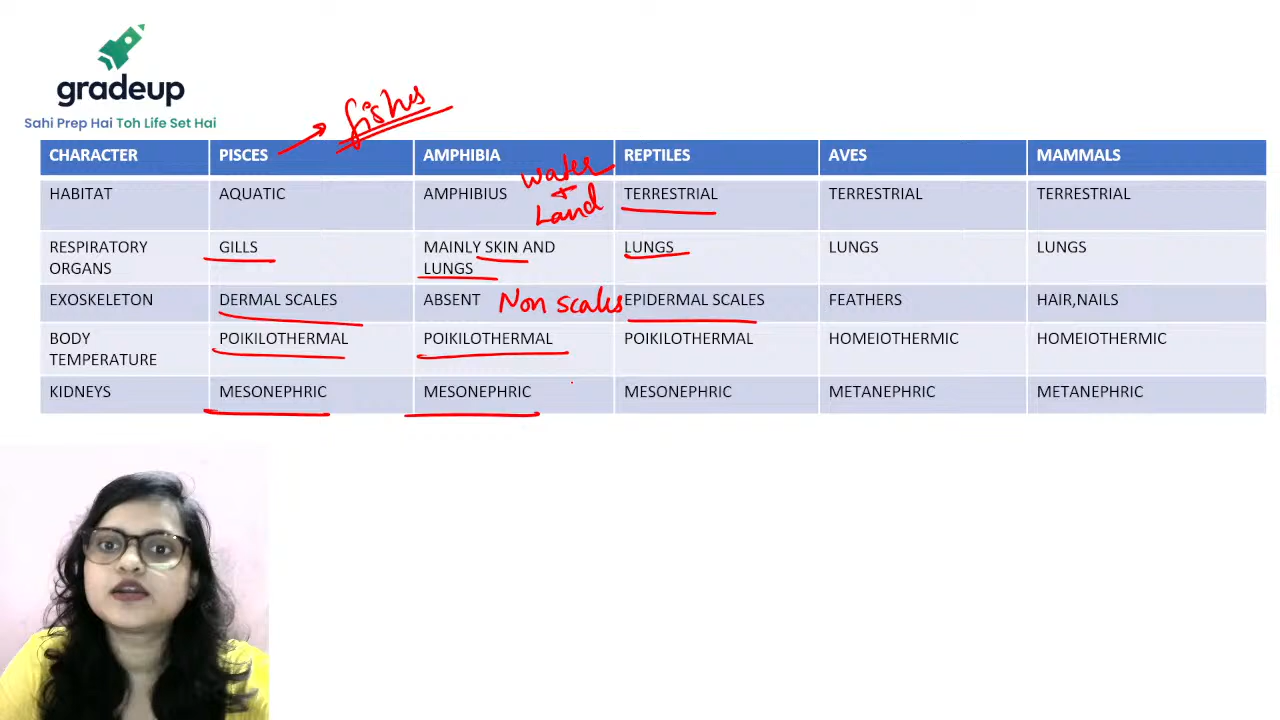 gradeup
Sahi Prep Hai Toh Life Set Hai
fishes
CHARACTER PISCES AMPHIBIA REPTILES AVES MAMMALS
HABITAT AQUATIC AMPHIBIUS TERRESTRIAL TERRESTRIAL TERRESTRIAL
water
+
Land
RESPIRATORY ORGANS GILLS MAINLY SKIN AND LUNGS LUNGS LUNGS LUNGS
EXOSKELETON DERMAL SCALES ABSENT Non scales EPIDERMAL SCALES FEATHERS HAIR,NAILS
BODY TEMPERATURE POIKILOTHERMAL POIKILOTHERMAL POIKILOTHERMAL HOMEIOTHERMIC HOMEIOTHERMIC
KIDNEYS MESONEPHRIC MESONEPHRIC MESONEPHRIC METANEPHRIC METANEPHRIC